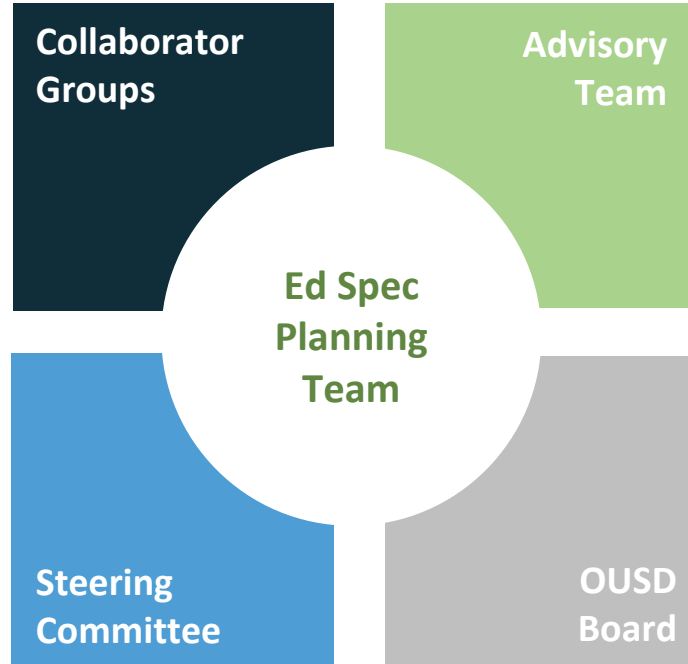 Collaborator
Groups
Advisory
Team
Ed Spec
Planning
Team
Steering
Committee
OUSD
Board